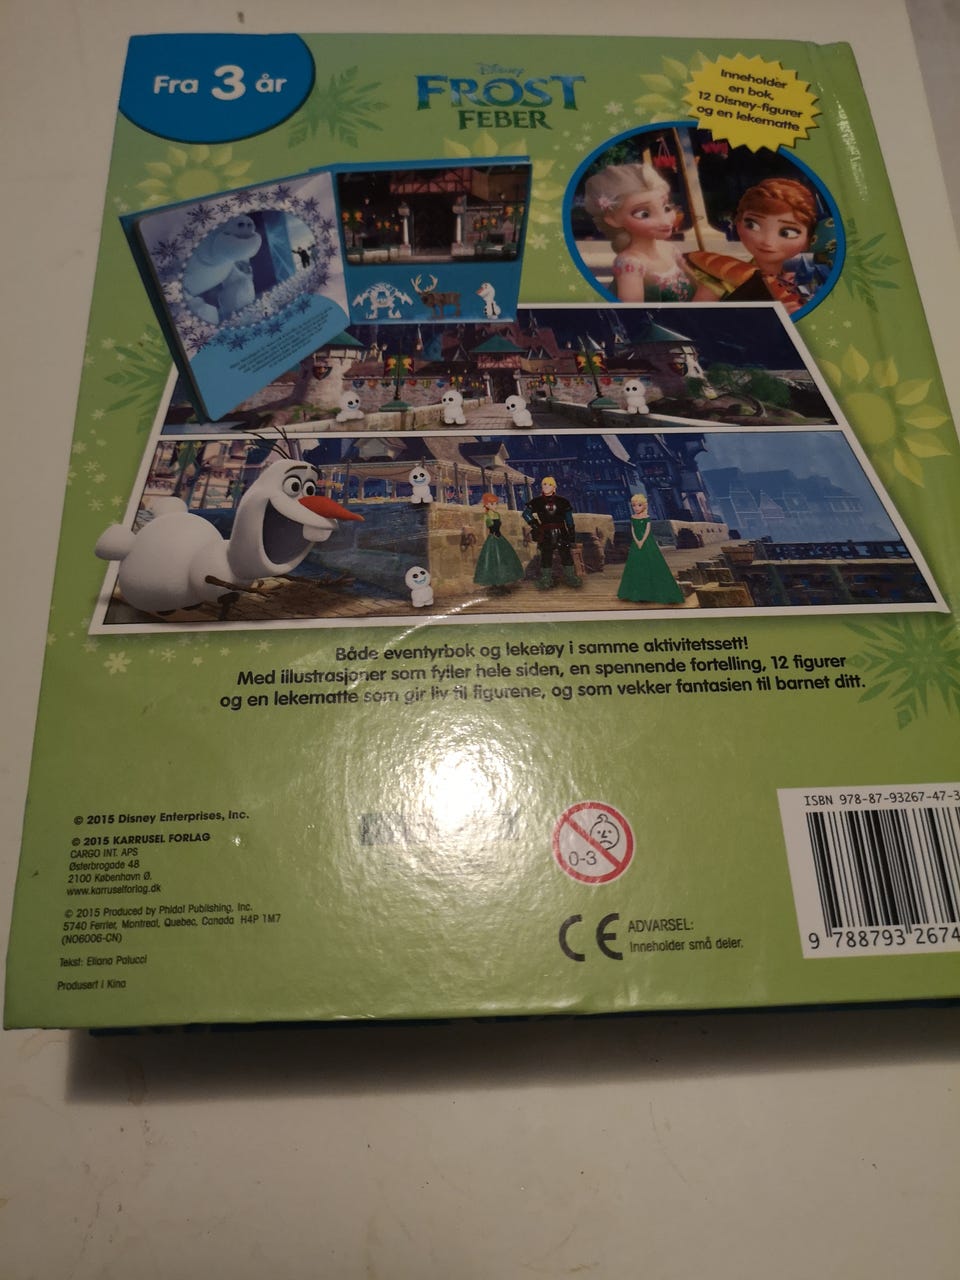 Fra 3 år
Disney
FROST
FEBER
Inneholder
en bok,
12 Disney-figurer
og en lekematte
Både eventyrbok og leketøy i samme aktivitetssett!
Med illustrasjoner som fyller hele siden, en spennende fortelling, 12 figurer
og en lekematte som gir liv til figurene, og som vekker fantasien til barnet ditt.
© 2015 Disney Enterprises, Inc.
© 2015 KARRUSEL FORLAG
CARGO INT. APS
Østerbrogade 48
2100 København Ø.
www.karruselforlag.dk
© 2015 Produced by Phidal Publishing, Inc.
5740 Ferrier, Montreal, Quebec, Canada H4P 1M7
(NO6006-CN)
Tekst: Eliana Palucci
Produsert i Kina
0-3
CE
ADVARSEL:
Inneholder små deler.
ISBN 978-87-93267-47-3
9 788793 2674